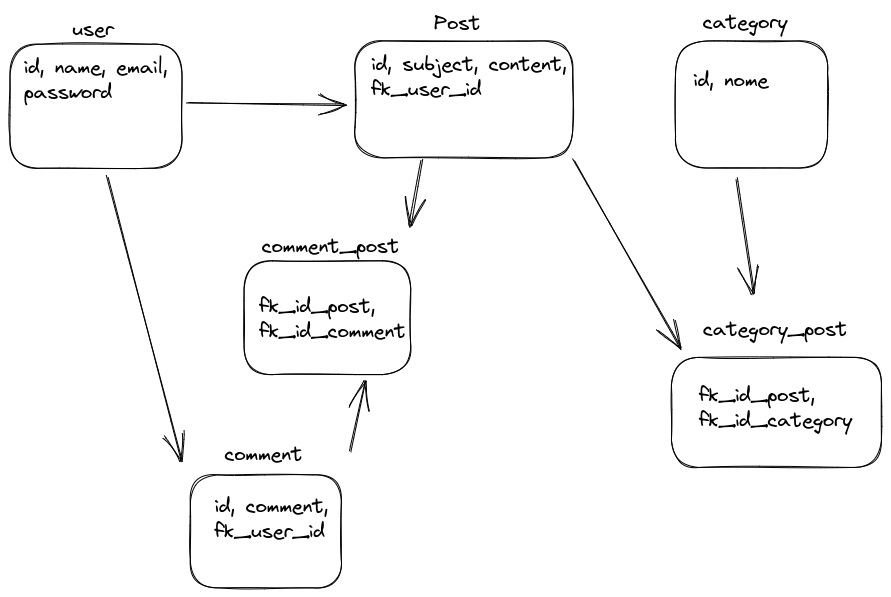 user
id, name, email,
password
Post
id, subject, content,
fk_user_id
category
id, nome
comment_post
fk_id_post,
fk_id_comment
category_post
fk_id_post,
fk_id_category
comment
id, comment,
fk_user_id